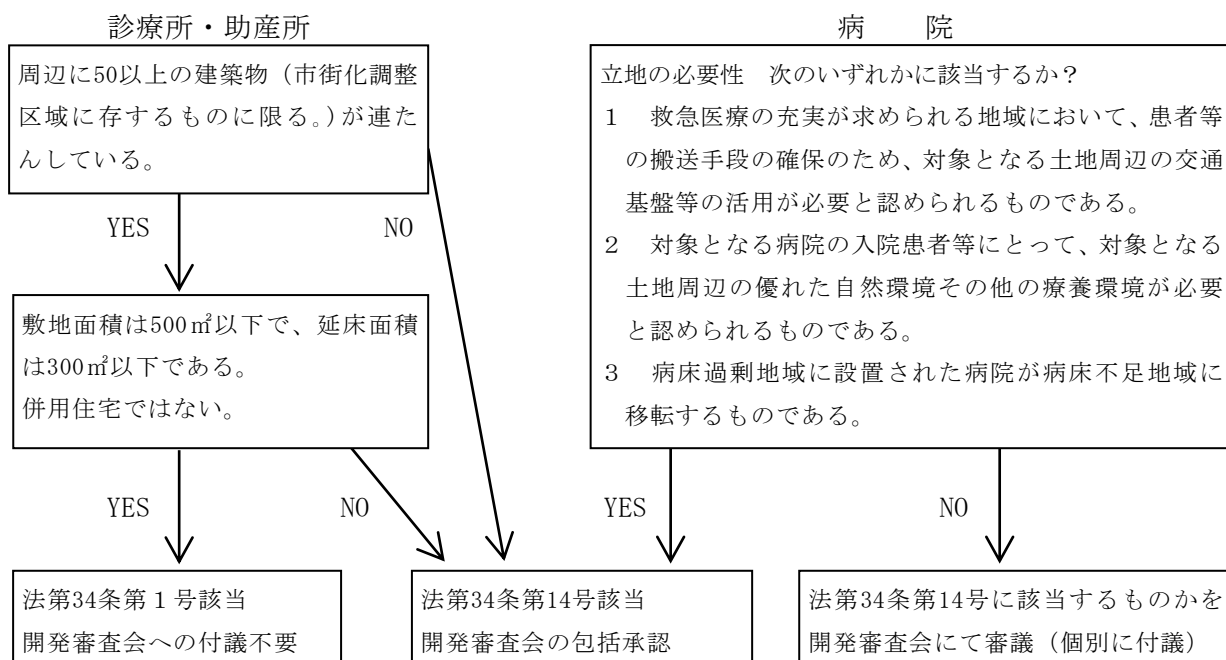 診療所・助産所
周辺に50以上の建築物（市街化調整
区域に存するものに限る。）が連た
んしている。
YES
NO
敷地面積は500㎡以下で、延床面積
は300㎡以下である。
併用住宅ではない。
YES
NO
法第34条第１号該当
開発審査会への付議不要
病　院
立地の必要性　次のいずれかに該当するか？
１　救急医療の充実が求められる地域において、患者等
の搬送手段の確保のため、対象となる土地周辺の交通
基盤等の活用が必要と認められるものである。
２　対象となる病院の入院患者等にとって、対象となる
土地周辺の優れた自然環境その他の療養環境が必要
と認められるものである。
３　病床過剰地域に設置された病院が病床不足地域に
移転するものである。
YES
NO
法第34条第14号該当
開発審査会の包括承認
法第34条第14号に該当するものかを
開発審査会にて審議（個別に付議）